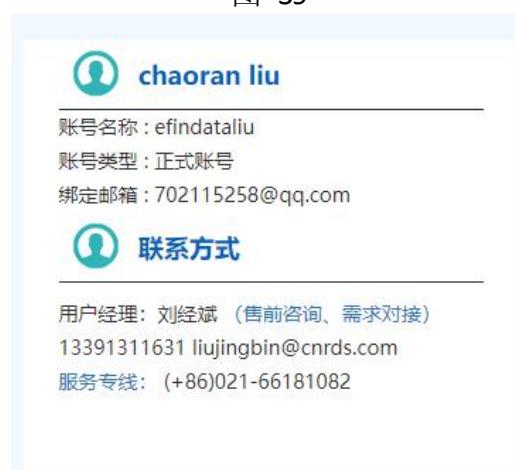 chaoran liu
账号名称 : efindataliu
账号类型 : 正式账号
绑定邮箱 : 702115258@qq.com
联系方式
用户经理：刘经斌 （售前咨询、需求对接）
13391311631 liujingbin@cnrds.com
服务专线： (+86)021-66181082